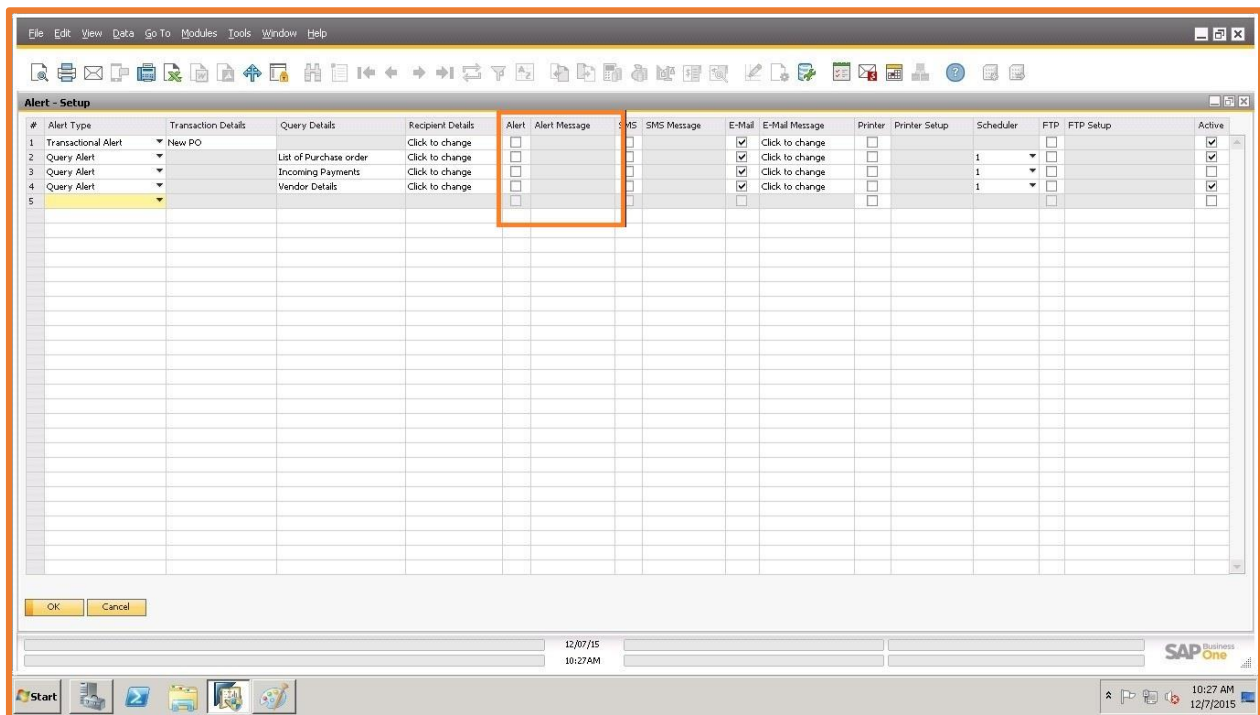 File Edit View Data Go To Modules Tools Window Help
Alert - Setup
# Alert Type Transaction Details Query Details Recipient Details Alert Alert Message SMS SMS Message E-Mail E-Mail Message Printer Printer Setup Scheduler FTP FTP Setup Active
1 Transactional Alert New PO Click to change Click to change
2 Query Alert List of Purchase order Click to change Click to change 1
3 Query Alert Incoming Payments Click to change Click to change 1
4 Query Alert Vendor Details Click to change Click to change 1
5
OK Cancel
12/07/15
10:27AM
SAP Business One
Start
10:27 AM
12/7/2015